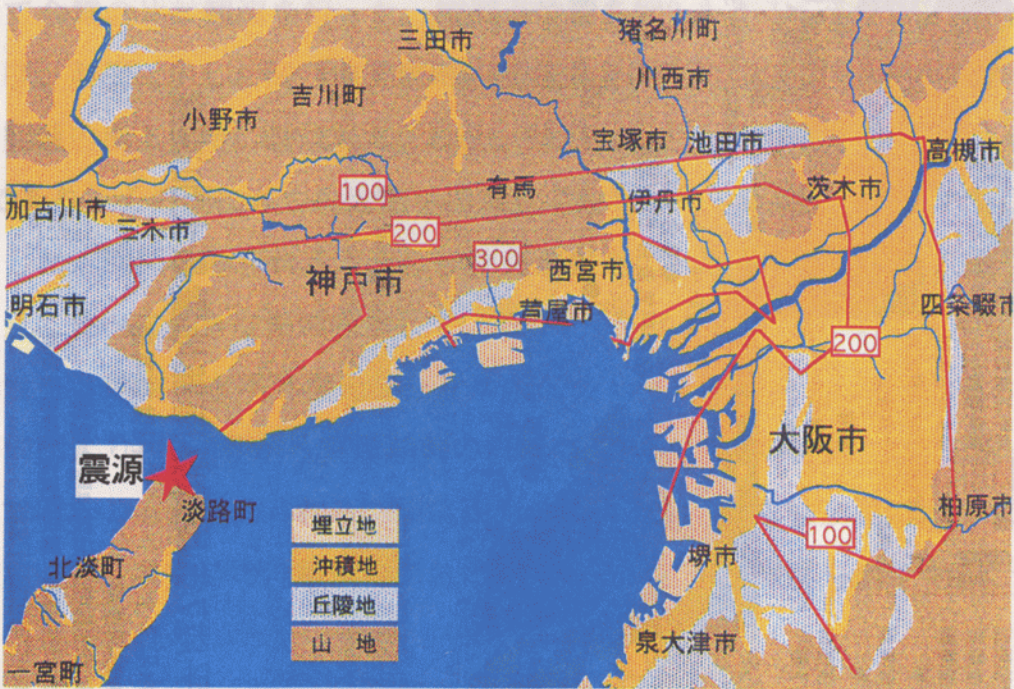 三田市
猪名川町
川西市
吉川町
小野市
宝塚市
池田市
高槻市
100
有馬
伊丹市
茨木市
加古川市
三木市
200
300
神戸市
西宮市
明石市
芦屋市
四条畷市
200
大阪市
震源
淡路町
柏原市
埋立地
100
沖積地
堺市
北淡町
丘陵地
山 地
泉大津市
一宮町